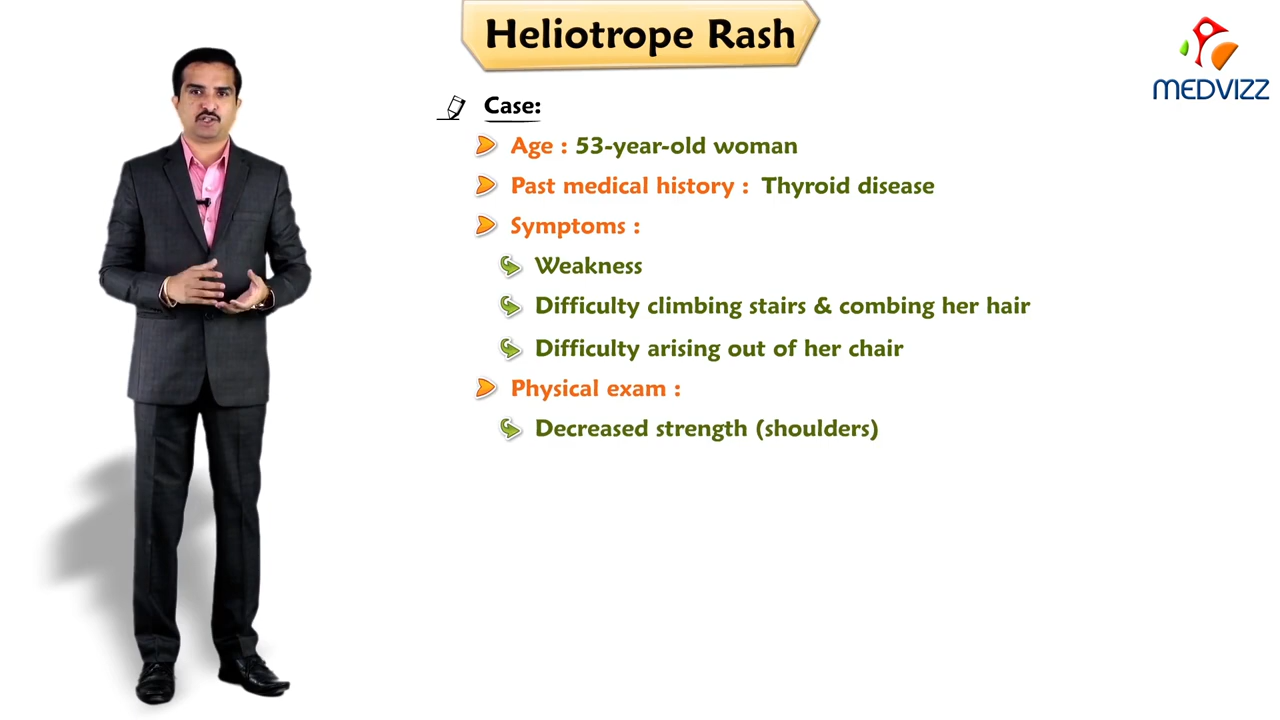 Heliotrope Rash
MEDVIZZ
Case:
Age : 53-year-old woman
Past medical history : Thyroid disease
Symptoms :
Weakness
Difficulty climbing stairs & combing her hair
Difficulty arising out of her chair
Physical exam :
Decreased strength (shoulders)